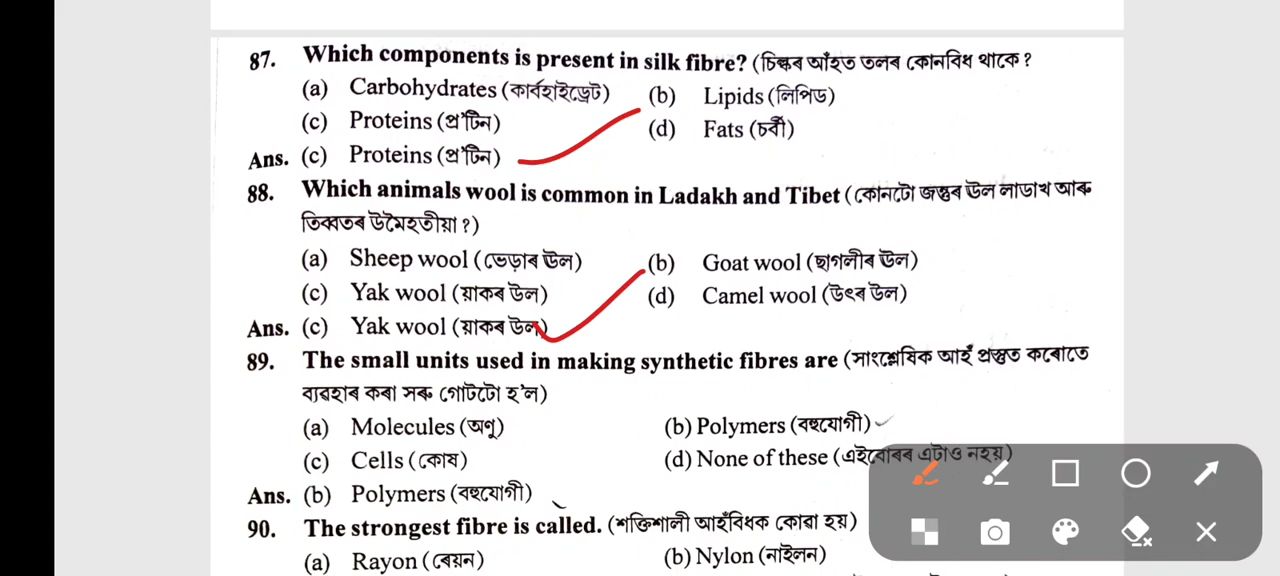 87. Which components is present in silk fibre? (চিল্কৰ আঁহত তলৰ কোনবিধ থাকে ?
(a) Carbohydrates (কাৰ্বহাইড্ৰেট) (b) Lipids (লিপিড)
(c) Proteins (প্ৰ'টিন) (d) Fats (চৰ্বী)
Ans. (c) Proteins (প্ৰ'টিন)
88. Which animals wool is common in Ladakh and Tibet (কোনটো জন্তুৰ ঊল লাডাখ আৰু
তিব্বতৰ উমৈহতীয়া ?)
(a) Sheep wool (ভেড়াৰ ঊল) (b) Goat wool (ছাগলীৰ ঊল)
(c) Yak wool (য়াকৰ উল) (d) Camel wool (উৎৰ উল)
Ans. (c) Yak wool (য়াকৰ উল)
89. The small units used in making synthetic fibres are (সাংশ্লেষিক আহঁ প্ৰস্তুত কৰোতে
ব্যৱহাৰ কৰা সৰু গোটটো হ'ল)
(a) Molecules (অণু) (b) Polymers (বহুযোগী)
(c) Cells (কোষ) (d) None of these (এইবোৰৰ এটাও নহয়)
Ans. (b) Polymers (বহুযোগী)
90. The strongest fibre is called. (শক্তিশালী আহঁবিধক কোৱা হয়)
(a) Rayon (ৰেয়ন) (b) Nylon (নাইলন)